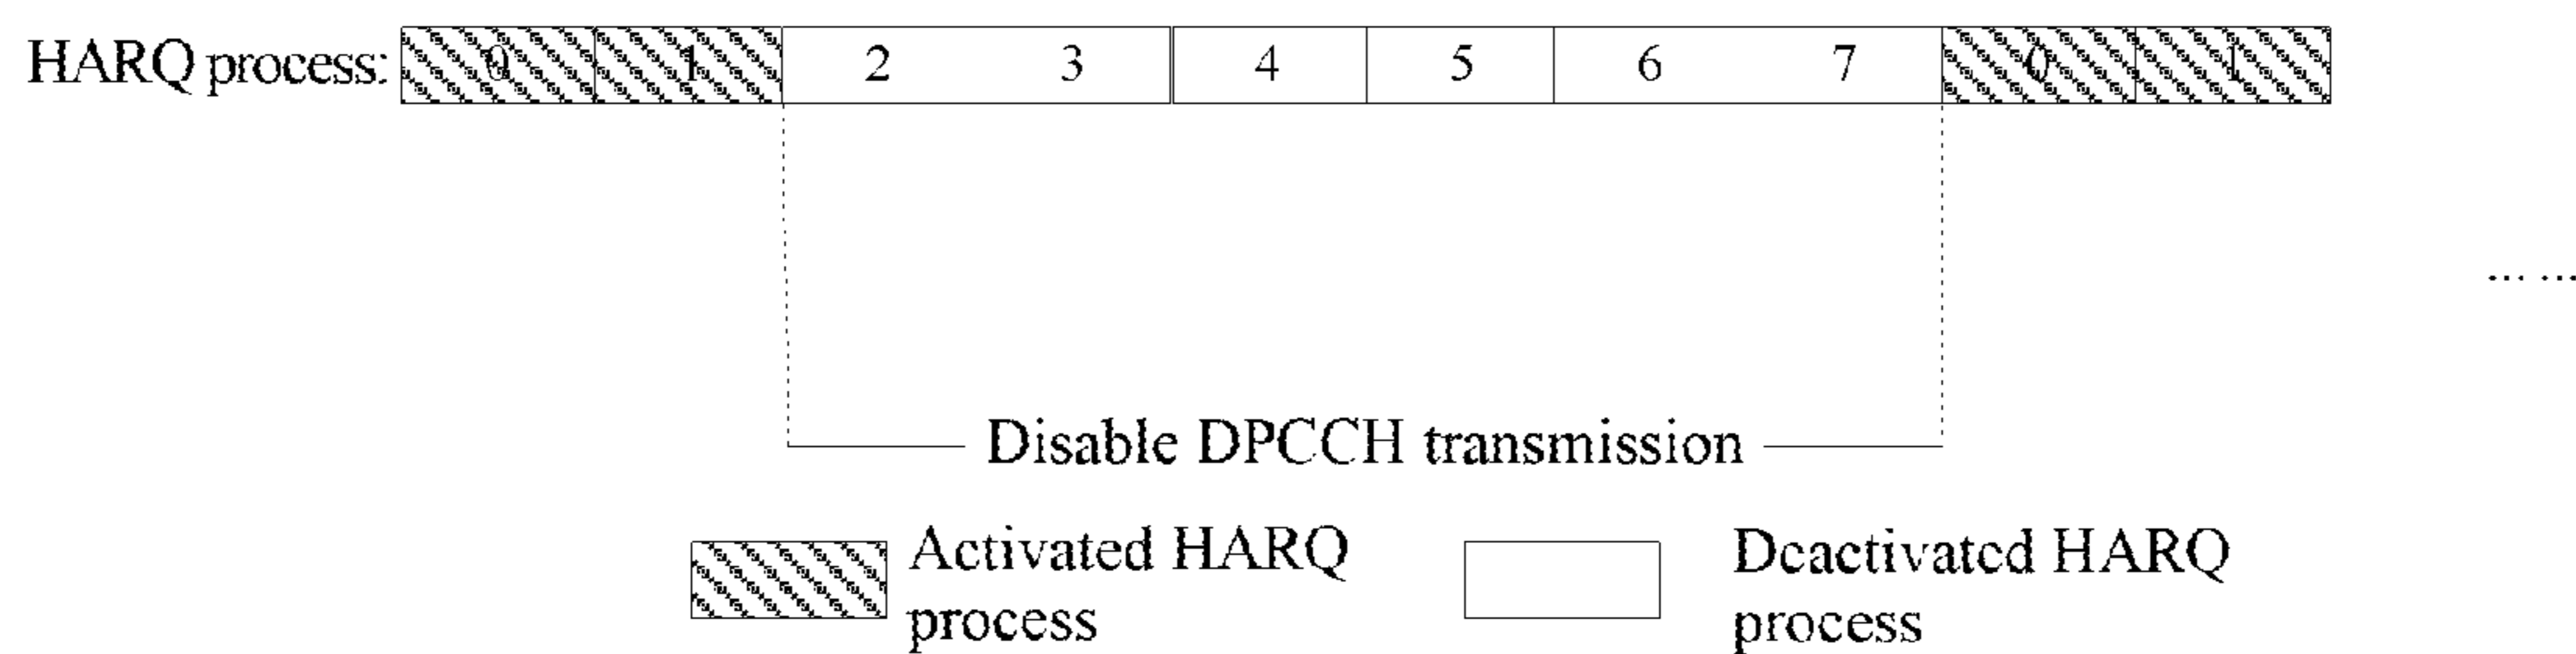 HARQ process: 0 1 2 3 4 5 6 7 0 1
... ...
Disable DPCCH transmission
Activated HARQ
process
Deactivated HARQ
process